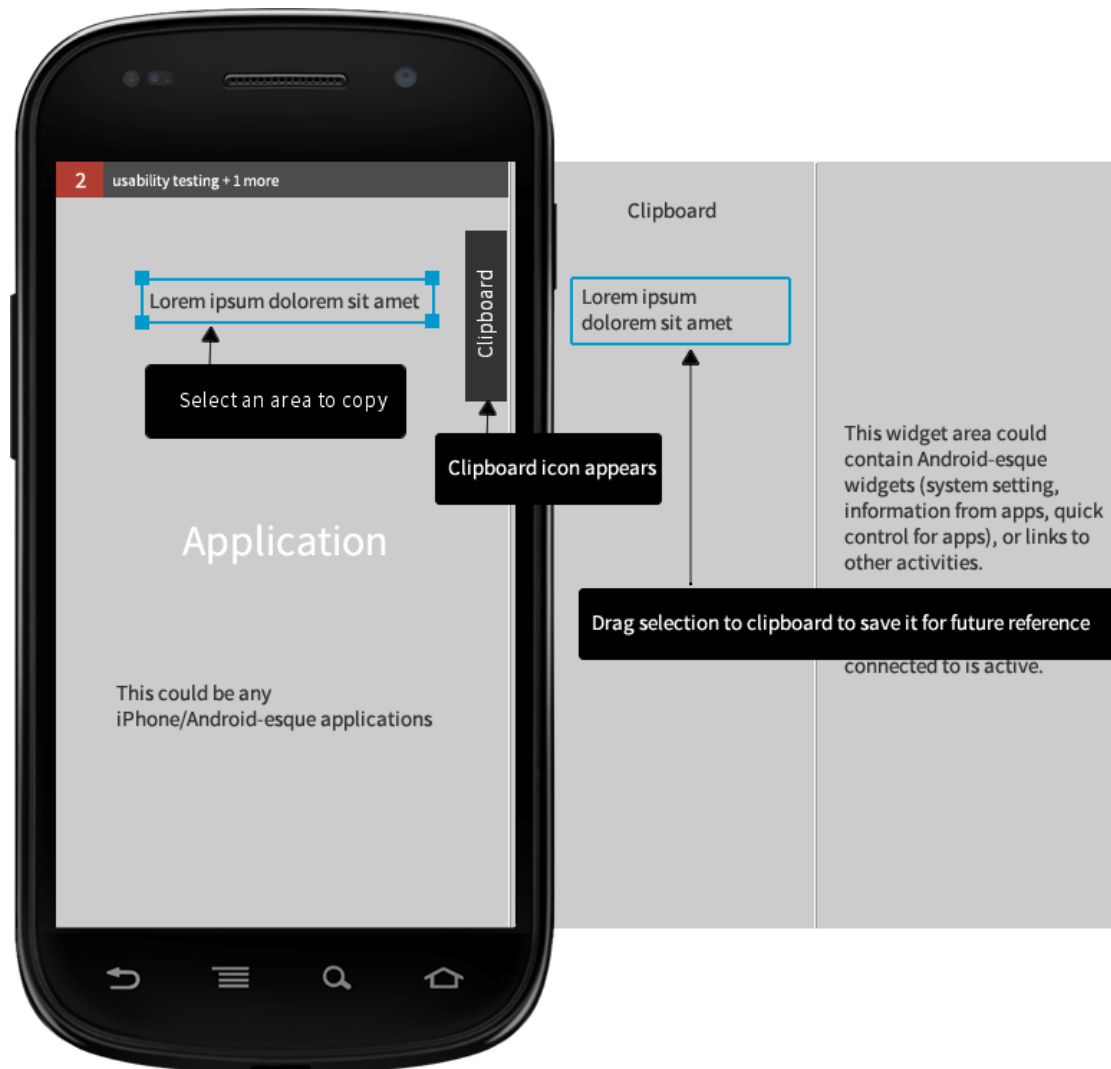 2 usability testing + 1 more
Lorem ipsum dolorem sit amet
Select an area to copy
Clipboard
Clipboard icon appears
Application
This could be any
iPhone/Android-esque applications
Clipboard
Lorem ipsum
dolorem sit amet
Drag selection to clipboard to save it for future reference
This widget area could
contain Android-esque
widgets (system setting,
information from apps, quick
control for apps), or links to
other activities.
connected to is active.